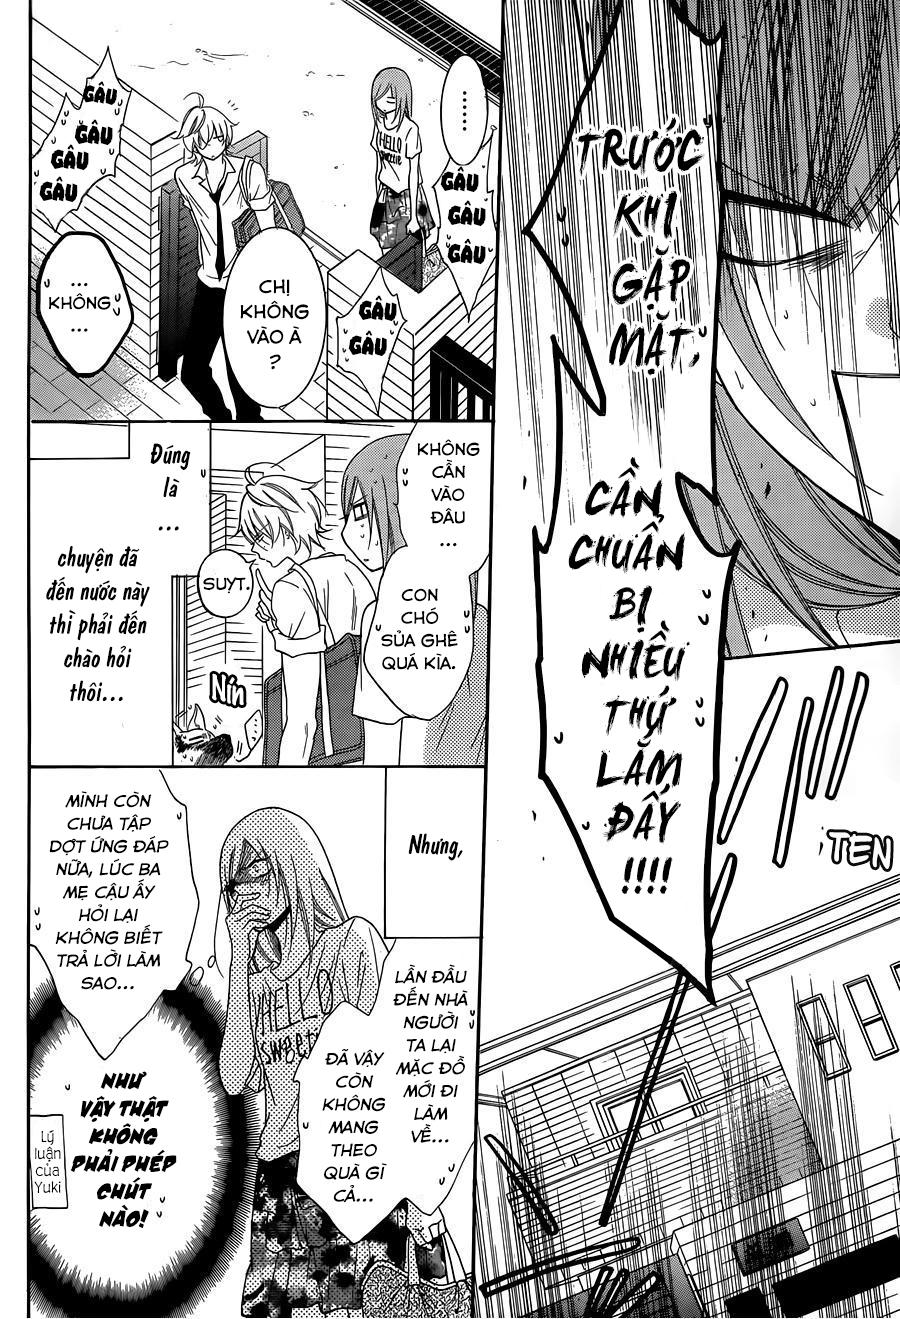 TRƯỚC
KHI
GẶP
MẶT,
CẦN
CHUẨN
BỊ
NHIỀU
THỨ
LẮM
ĐẤY
!!!!
TEN
......
GÂU
GÂU
GÂU
HELLO
sweetie
GÂU
GÂU
CHỊ
KHÔNG
VÀO À
?
GÂU
GÂU
GÂU
GÂU
...
KHÔNG
...
KHÔNG
CẦN
VÀO
ĐÂU
...
CON
CHÓ
SỦA GHÊ
QUÁ KÌA.
SUỴT.
Nín
Đúng
là
...
chuyện đã
đến nước này
thì phải đến
chào hỏi
thôi...
Nhưng,
LẦN ĐẦU
ĐẾN NHÀ
NGƯỜI
TA LẠI
MẶC ĐỒ
MỚI ĐI
LÀM
VỀ...
ĐÃ VẬY
CÒN
KHÔNG
MANG
THEO
QUÀ GÌ
CẢ...
HELLO
sweetie
MÌNH CÒN
CHƯA TẬP
DỢT ỨNG ĐÁP
NỮA, LÚC BA
MẸ CẬU ẤY
HỎI LẠI
KHÔNG BIẾT
TRẢ LỜI LÀM
SAO...
NHƯ
VẬY THẬT
KHÔNG
PHẢI PHÉP
CHÚT
NÀO!
Lý
luận
của
Yuki